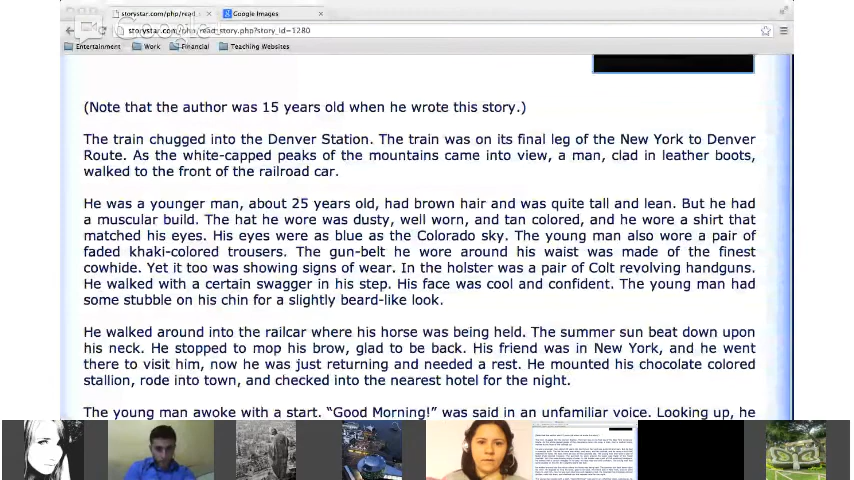 storystar.com/php/read_
Google Images
storystar.com/php/read_story.php?story_id=1280
Entertainment
Work
Financial
Teaching Websites
(Note that the author was 15 years old when he wrote this story.)
The train chugged into the Denver Station. The train was on its final leg of the New York to Denver
Route. As the white-capped peaks of the mountains came into view, a man, clad in leather boots,
walked to the front of the railroad car.
He was a younger man, about 25 years old, had brown hair and was quite tall and lean. But he had
a muscular build. The hat he wore was dusty, well worn, and tan colored, and he wore a shirt that
matched his eyes. His eyes were as blue as the Colorado sky. The young man also wore a pair of
faded khaki-colored trousers. The gun-belt he wore around his waist was made of the finest
cowhide. Yet it too was showing signs of wear. In the holster was a pair of Colt revolving handguns.
He walked with a certain swagger in his step. His face was cool and confident. The young man had
some stubble on his chin for a slightly beard-like look.
He walked around into the railcar where his horse was being held. The summer sun beat down upon
his neck. He stopped to mop his brow, glad to be back. His friend was in New York, and he went
there to visit him, now he was just returning and needed a rest. He mounted his chocolate colored
stallion, rode into town, and checked into the nearest hotel for the night.
The young man awoke with a start. “Good Morning!” was said in an unfamiliar voice. Looking up, he